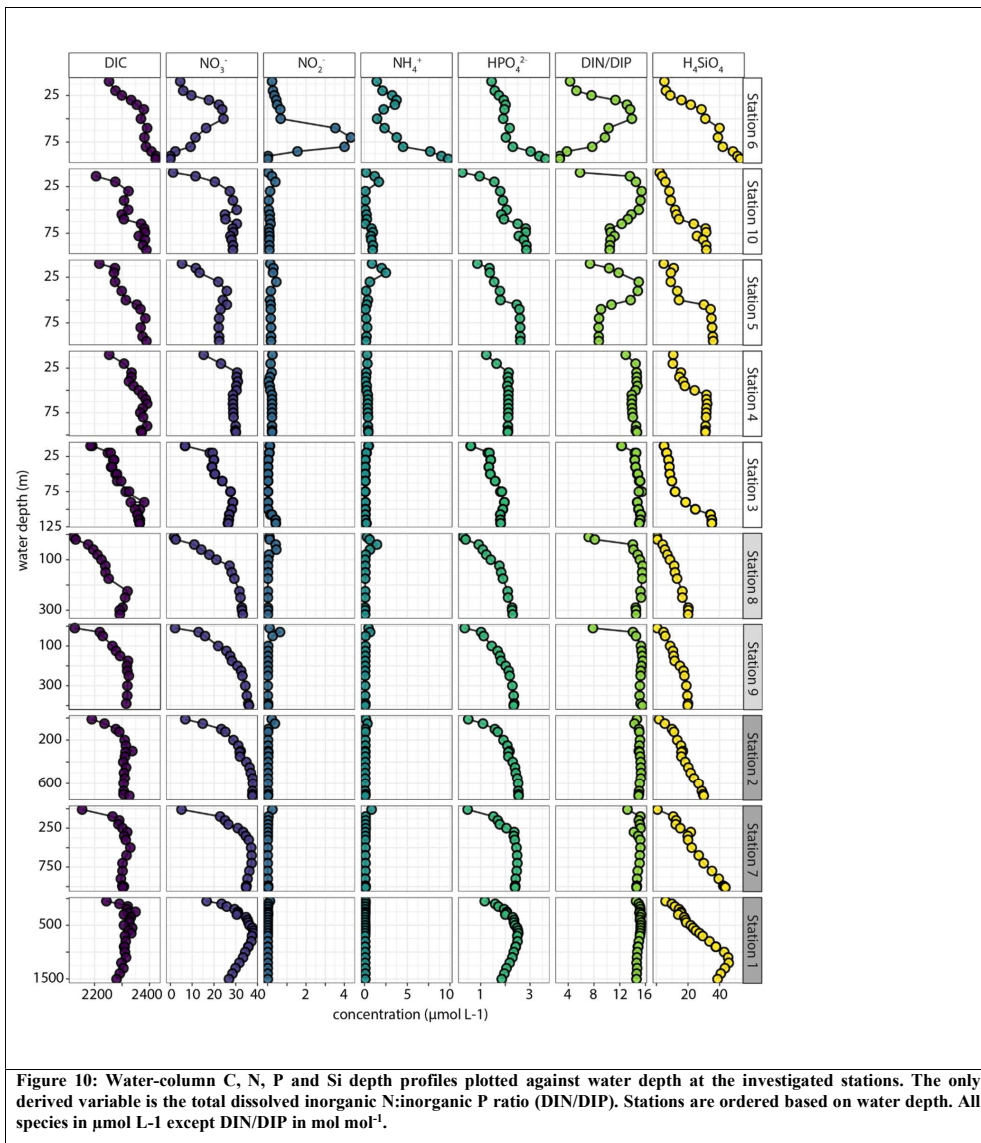 DIC NO₃⁻ NO₂⁻ NH₄⁺ HPO₄²⁻ DIN/DIP H₄SiO₄
25
75
Station 6
25
75
Station 10
25
75
Station 5
25
75
Station 4
25
75
125
Station 3
100
300
Station 8
100
300
Station 9
200
600
Station 2
250
750
Station 7
500
1500
Station 1
water depth (m)
2200 2400 0 10 20 30 40 0 2 4 0 5 10 1 3 4 8 12 16 20 40
concentration (µmol L-1)
Figure 10: Water-column C, N, P and Si depth profiles plotted against water depth at the investigated stations. The only
derived variable is the total dissolved inorganic N:inorganic P ratio (DIN/DIP). Stations are ordered based on water depth. All
species in µmol L-1 except DIN/DIP in mol mol⁻¹.